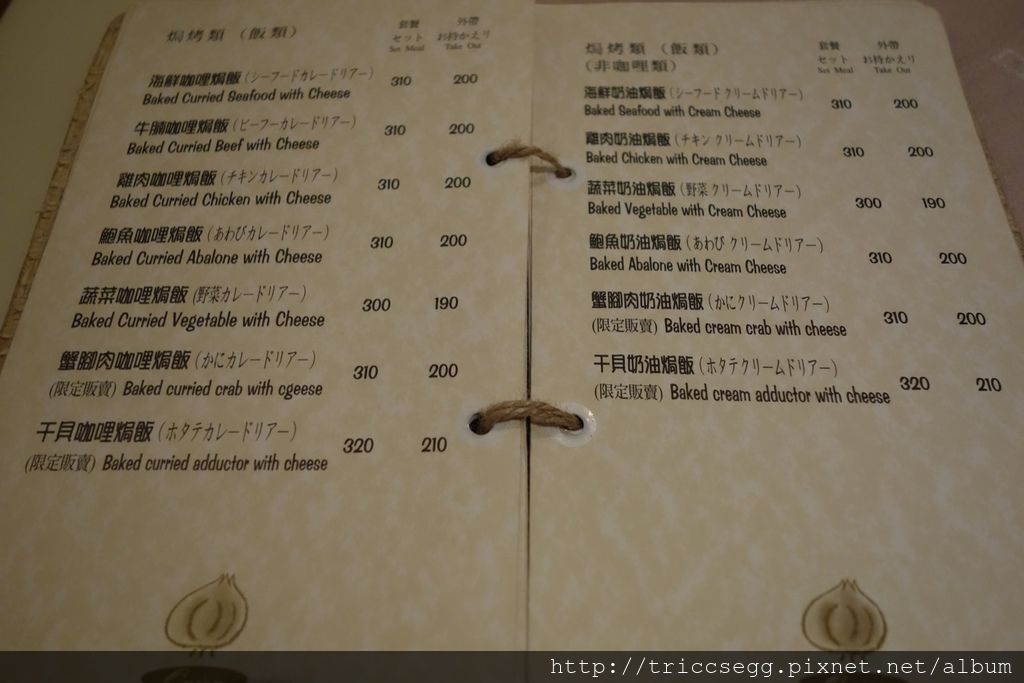 焗烤類（飯類）
套餐 外帶
セット お持かえり
Set Meal Take Out
海鮮咖哩焗飯(シーフードカレードリアー) 310 200
Baked Curried Seafood with Cheese
牛腩咖哩焗飯(ビーフーカレードリアー) 310 200
Baked Curried Beef with Cheese
雞肉咖哩焗飯(チキンカレードリアー) 310 200
Baked Curried Chicken with Cheese
鮑魚咖哩焗飯(あわびカレードリアー) 310 200
Baked Curried Abalone with Cheese
蔬菜咖哩焗飯(野菜カレードリアー) 300 190
Baked Curried Vegetable with Cheese
蟹腳肉咖哩焗飯(かにカレードリアー) 310 200
(限定販賣) Baked curried crab with cgeese
干貝咖哩焗飯(ホタテカレードリアー) 320 210
(限定販賣) Baked curried adductor with cheese
焗烤類（飯類）
（非咖哩類）
套餐 外帶
セット お持かえり
Set Meal Take Out
海鮮奶油焗飯(シーフード クリームドリアー) 310 200
Baked Seafood with Cream Cheese
雞肉奶油焗飯(チキン クリームドリアー) 310 200
Baked Chicken with Cream Cheese
蔬菜奶油焗飯(野菜 クリームドリアー) 300 190
Baked Vegetable with Cream Cheese
鮑魚奶油焗飯(あわび クリームドリアー) 310 200
Baked Abalone with Cream Cheese
蟹腳肉奶油焗飯(かにクリームドリアー) 310 200
(限定販賣) Baked cream crab with cheese
干貝奶油焗飯(ホタテクリームドリアー) 320 210
(限定販賣) Baked cream adductor with cheese
http://triccsegg.pixnet.net/album